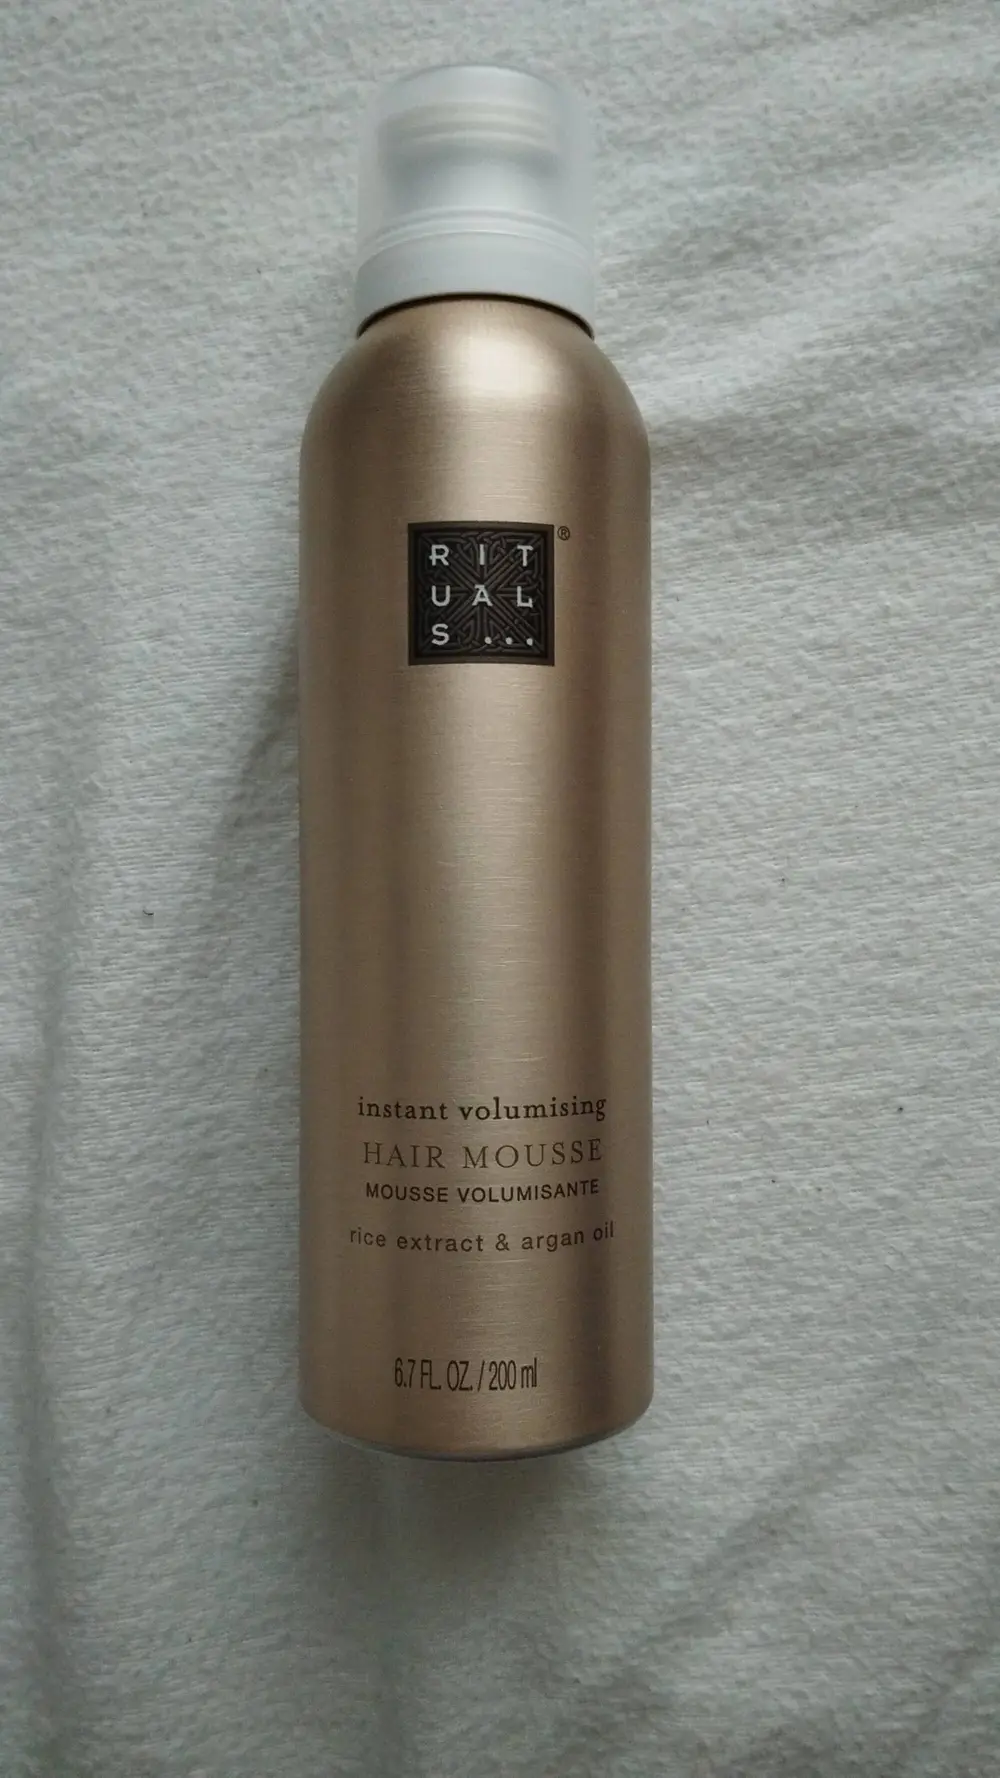 RIT
UAL
S...
®
instant volumising
HAIR MOUSSE
MOUSSE VOLUMISANTE
rice extract & argan oil
6.7 FL. OZ. / 200 ml